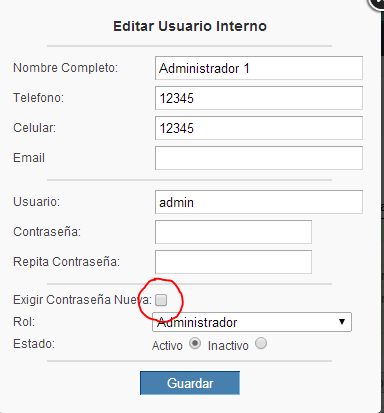 Editar Usuario Interno
Nombre Completo: Administrador 1
Telefono: 12345
Celular: 12345
Email
Usuario: admin
Contraseña:
Repita Contraseña:
Exigir Contraseña Nueva:
Rol: Administrador
Estado: Activo Inactivo
Guardar